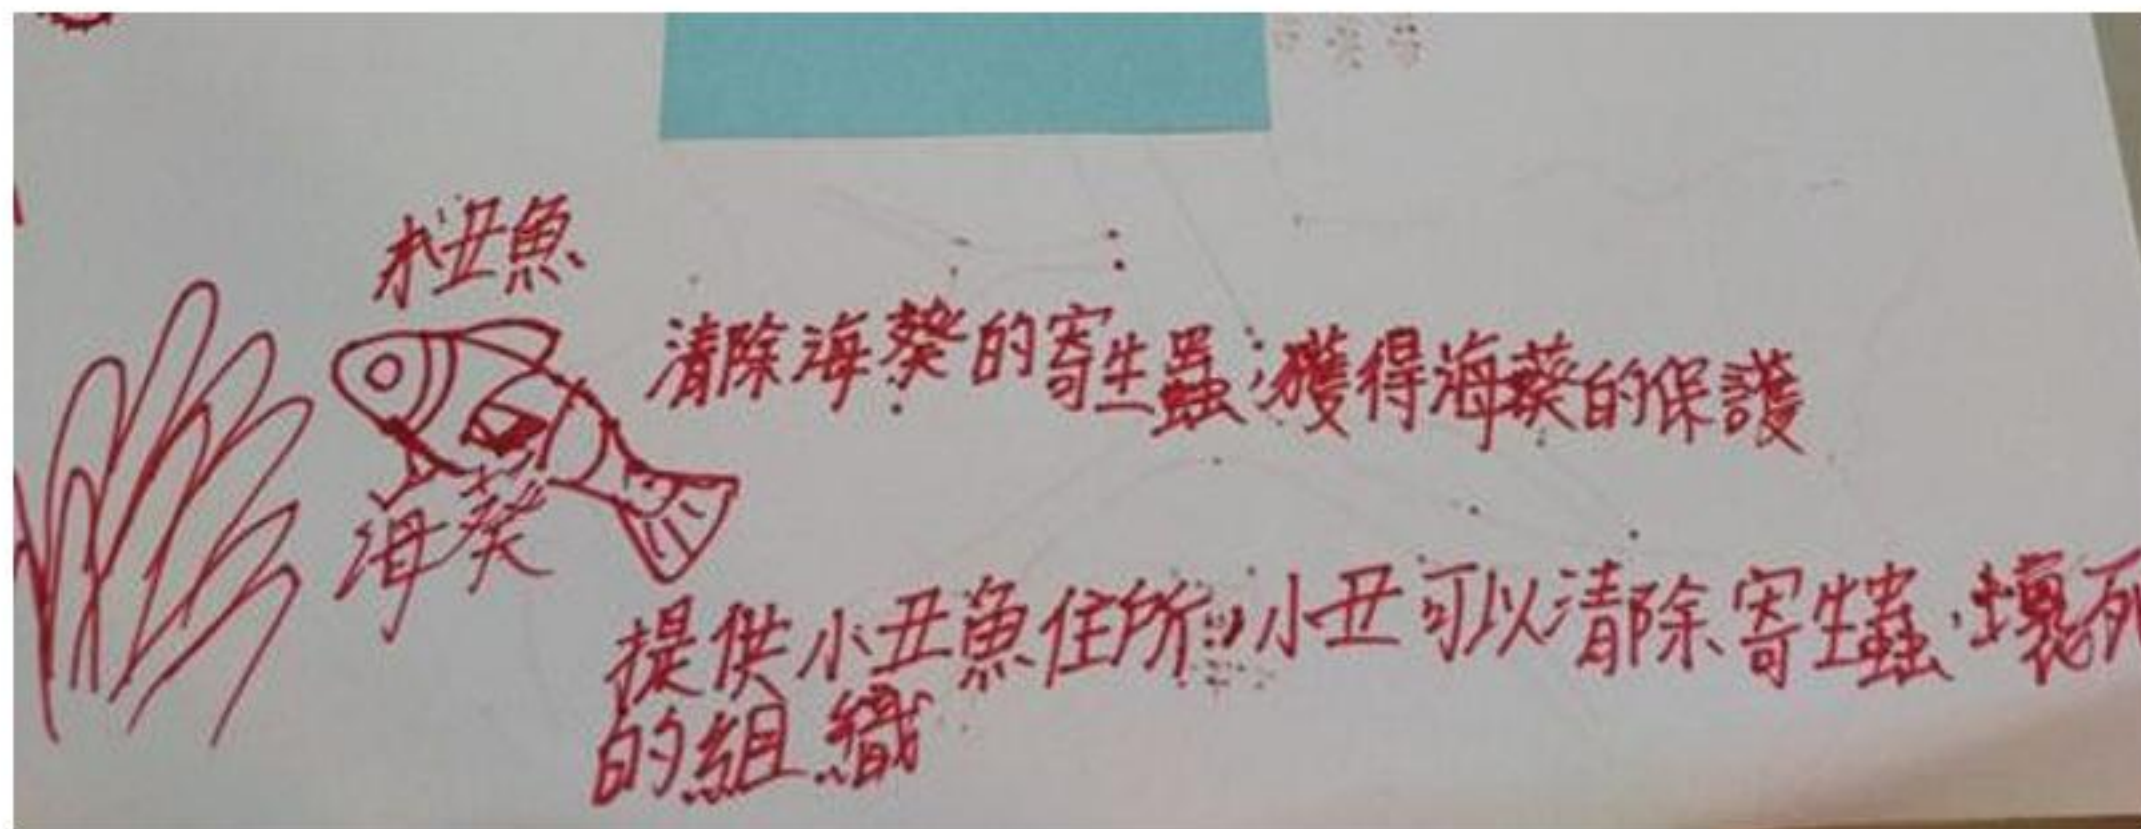 小丑魚
清除海葵的寄生蟲,獲得海葵的保護
海葵
提供小丑魚住所,小丑可以清除寄生蟲,壞死
的組織